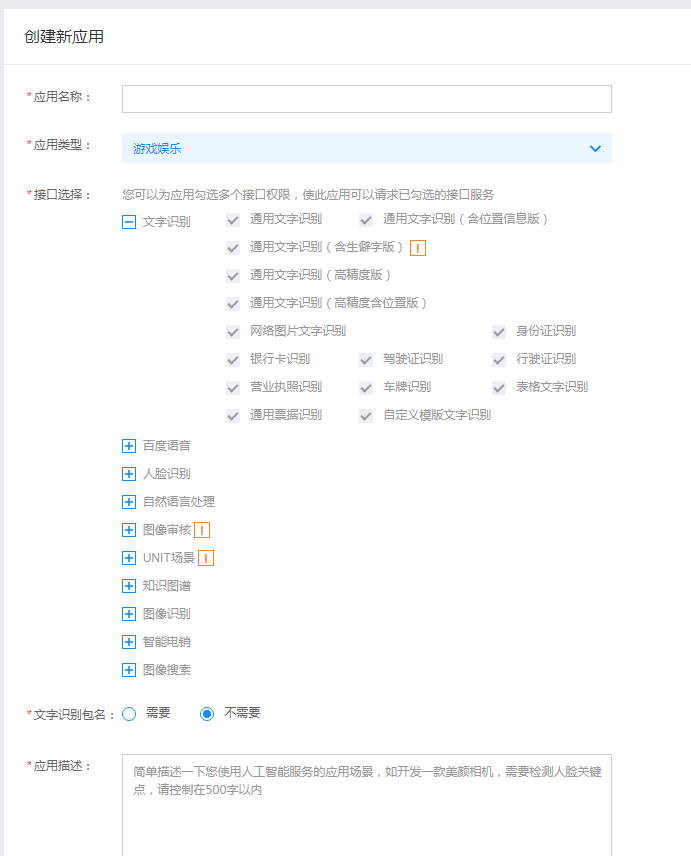 创建新应用
*应用名称：
*应用类型： 游戏娱乐
*接口选择： 您可以为应用勾选多个接口权限，使此应用可以请求已勾选的接口服务
文字识别 通用文字识别 通用文字识别（含位置信息版）
通用文字识别（含生僻字版） !
通用文字识别（高精度版）
通用文字识别（高精度含位置版）
网络图片文字识别 身份证识别
银行卡识别 驾驶证识别 行驶证识别
营业执照识别 车牌识别 表格文字识别
通用票据识别 自定义模版文字识别
百度语音
人脸识别
自然语言处理
图像审核 !
UNIT场景 !
知识图谱
图像识别
智能电销
图像搜索
*文字识别包名： 需要 不需要
*应用描述： 简单描述一下您使用人工智能服务的应用场景，如开发一款美颜相机，需要检测人脸关键
点，请控制在500字以内